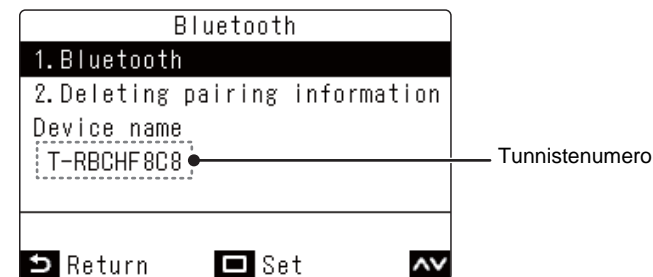 Bluetooth
1.Bluetooth
2.Deleting pairing information
Device name
T-RBCHF8C8
Tunnistenumero
Return Set